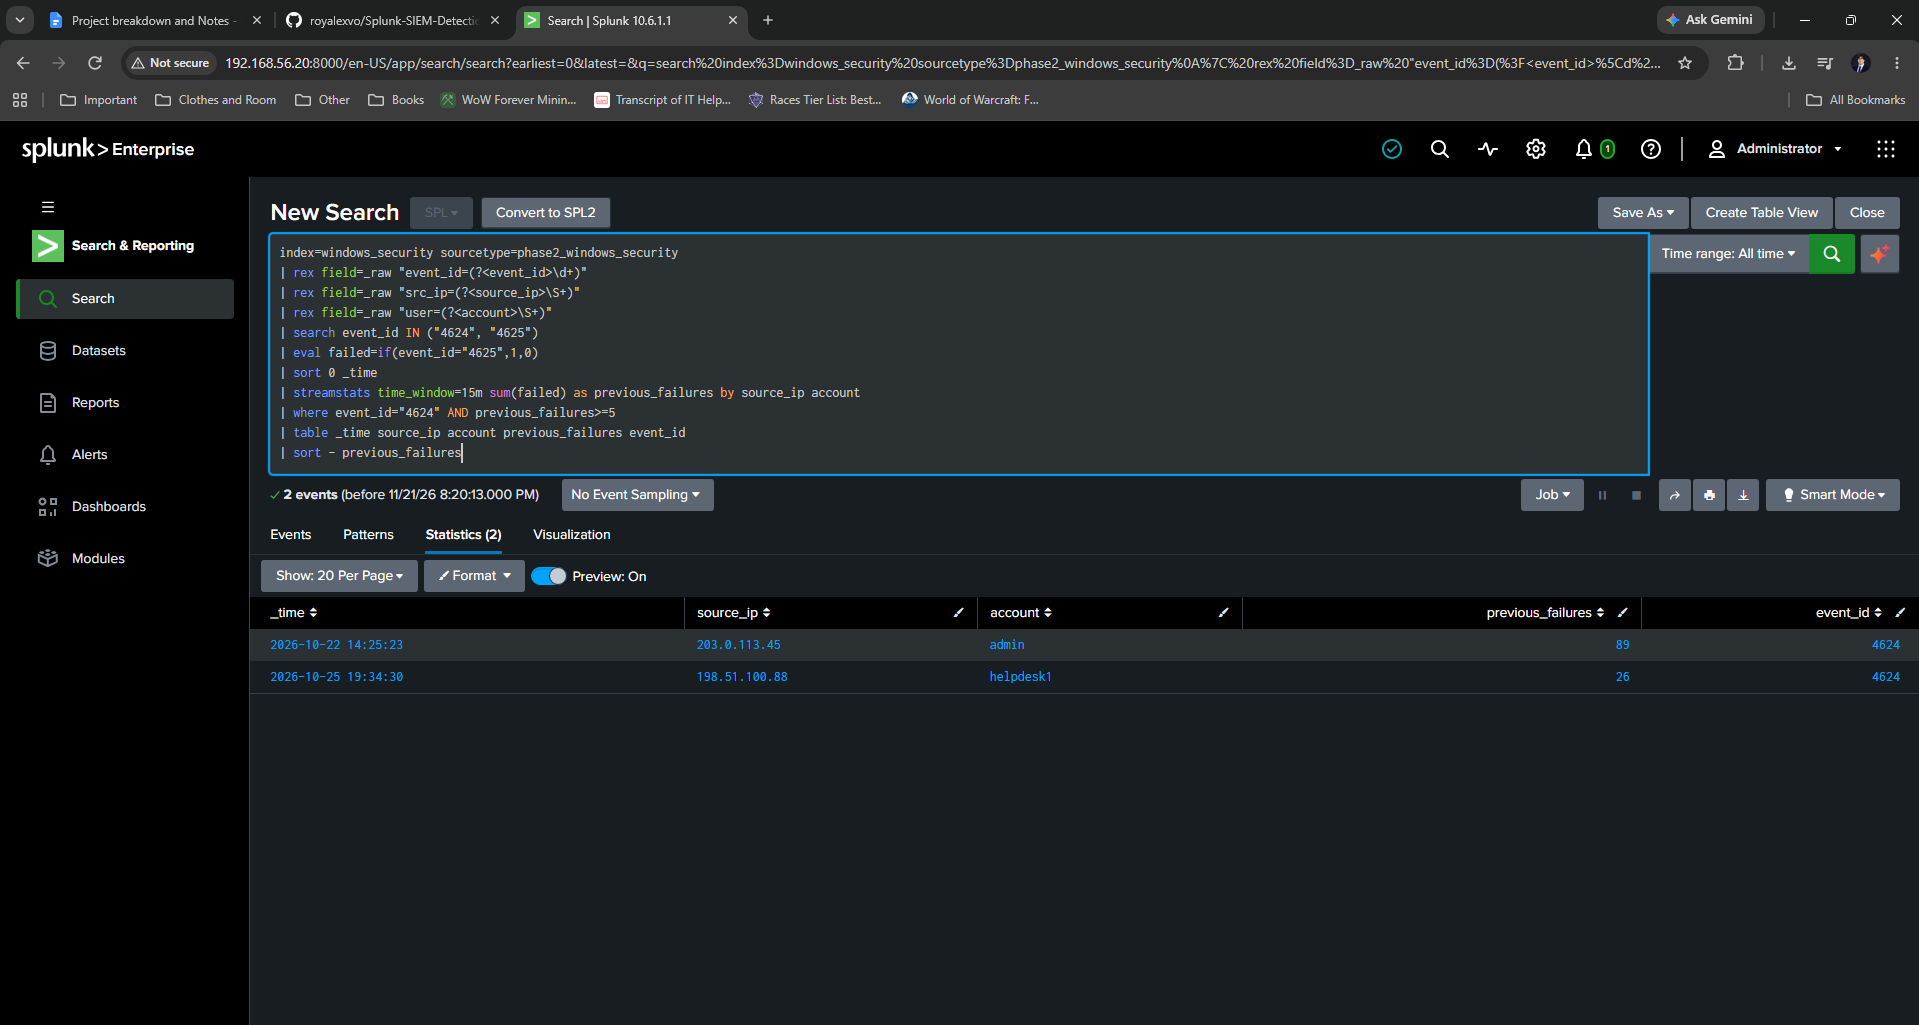 Project breakdown and Notes -
royalexvo/Splunk-SIEM-Detectic
Search | Splunk 10.6.1.1
Ask Gemini
Not secure
192.168.56.20:8000/en-US/app/search/search?earliest=0&latest=&q=search%20index%3Dwindows_security%20sourcetype%3Dphase2_windows_security%0A%7C%20rex%20field%3D_raw%20"event_id%3D(%3F<event_id>%5Cd%2...
Important
Clothes and Room
Other
Books
WoW Forever Minin...
Transcript of IT Help...
Races Tier List: Best...
World of Warcraft: F...
All Bookmarks
splunk>Enterprise
1
Administrator
Search & Reporting
Search
Datasets
Reports
Alerts
Dashboards
Modules
New Search
SPL
Convert to SPL2
Save As
Create Table View
Close
index=windows_security sourcetype=phase2_windows_security
| rex field=_raw "event_id=(?<event_id>\d+)"
| rex field=_raw "src_ip=(?<source_ip>\S+)"
| rex field=_raw "user=(?<account>\S+)"
| search event_id IN ("4624", "4625")
| eval failed=if(event_id="4625",1,0)
| sort 0 _time
| streamstats time_window=15m sum(failed) as previous_failures by source_ip account
| where event_id="4624" AND previous_failures>=5
| table _time source_ip account previous_failures event_id
| sort - previous_failures
Time range: All time
2 events (before 11/21/26 8:20:13.000 PM)
No Event Sampling
Job
Smart Mode
Events
Patterns
Statistics (2)
Visualization
Show: 20 Per Page
Format
Preview: On
_time source_ip account previous_failures event_id
2026-10-22 14:25:23 203.0.113.45 admin 89 4624
2026-10-25 19:34:30 198.51.100.88 helpdesk1 26 4624